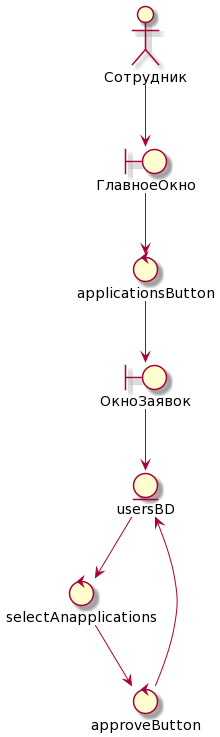 Сотрудник
ГлавноеОкно
applicationsButton
ОкноЗаявок
usersBD
selectAnapplications
approveButton